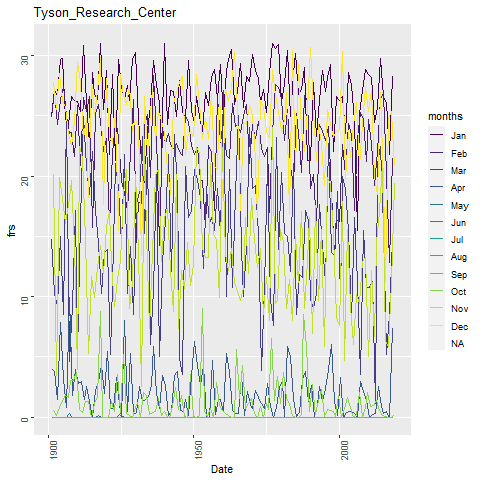 Tyson_Research_Center
frs
30
20
10
0
1900
1950
2000
Date
months
Jan
Feb
Mar
Apr
May
Jun
Jul
Aug
Sep
Oct
Nov
Dec
NA